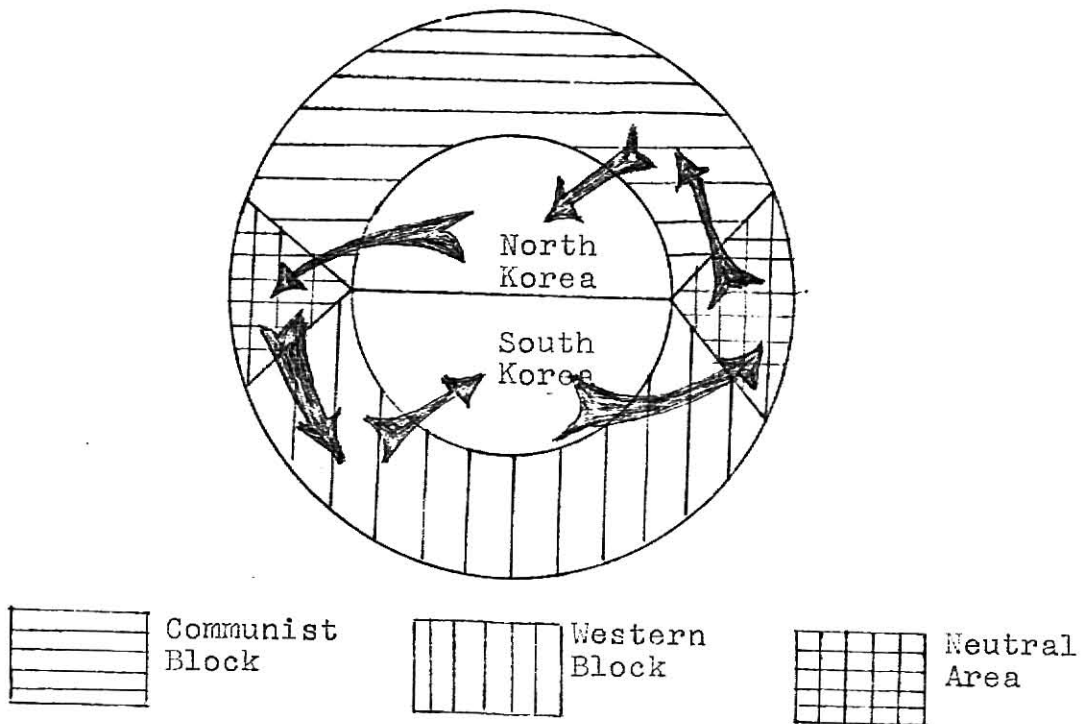 North
Korea
South
Korea
Communist
Block
Western
Block
Neutral
Area